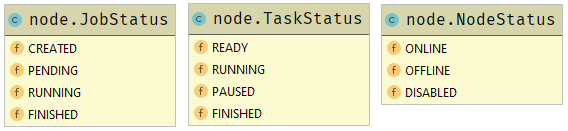 C node.JobStatus
f CREATED
f PENDING
f RUNNING
f FINISHED
C node.TaskStatus
f READY
f RUNNING
f PAUSED
f FINISHED
C node.NodeStatus
f ONLINE
f OFFLINE
f DISABLED